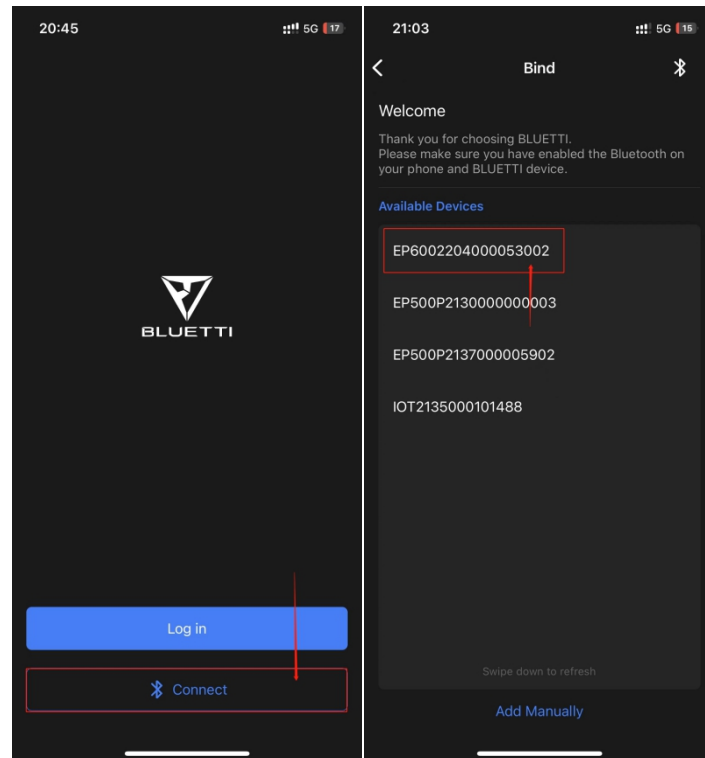 20:45
5G 17
BLUETTI
Log in
Connect
21:03
5G 15
Bind
Welcome
Thank you for choosing BLUETTI.
Please make sure you have enabled the Bluetooth on
your phone and BLUETTI device.
Available Devices
EP6002204000053002
EP500P2130000000003
EP500P2137000005902
IOT2135000101488
Swipe down to refresh
Add Manually